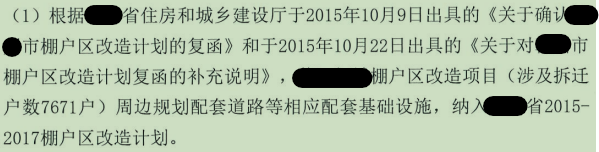 （1）根据省住房和城乡建设厅于2015年10月9日出具的《关于确认
市棚户区改造计划的复函》和于2015年10月22日出具的《关于对市
棚户区改造计划复函的补充说明》，棚户区改造项目（涉及拆迁
户数7671户）周边规划配套道路等相应配套基础设施，纳入省2015-
2017棚户区改造计划。